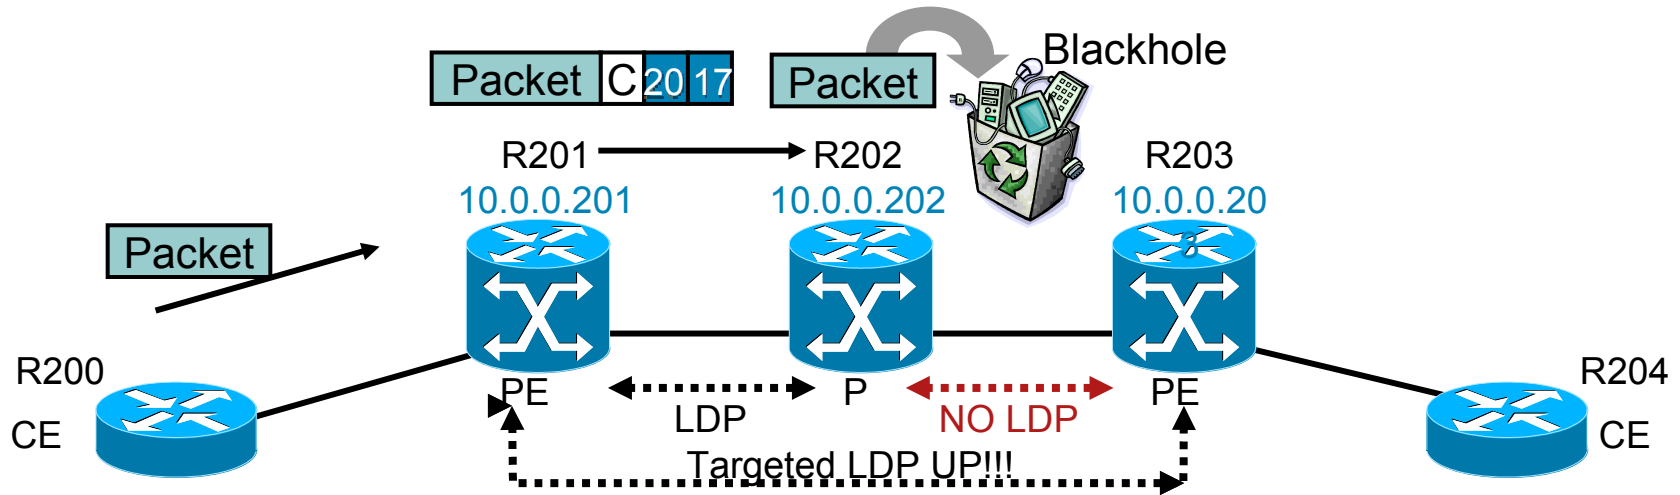 Blackhole
Packet C 20 17
Packet
R201
R202
R203
10.0.0.201
10.0.0.202
10.0.0.20
3
Packet
R200
CE
PE
LDP
P
NO LDP
PE
R204
CE
Targeted LDP UP!!!